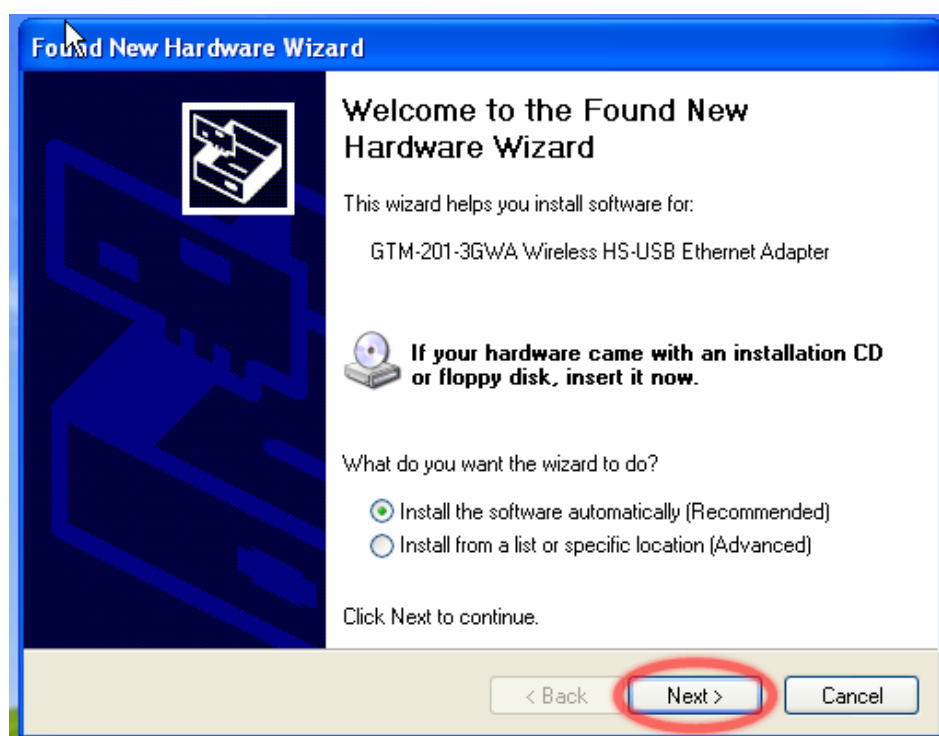 Found New Hardware Wizard
Welcome to the Found New
Hardware Wizard
This wizard helps you install software for:
GTM-201-3GWA Wireless HS-USB Ethernet Adapter
If your hardware came with an installation CD
or floppy disk, insert it now.
What do you want the wizard to do?
Install the software automatically (Recommended)
Install from a list or specific location (Advanced)
Click Next to continue.
< Back Next > Cancel